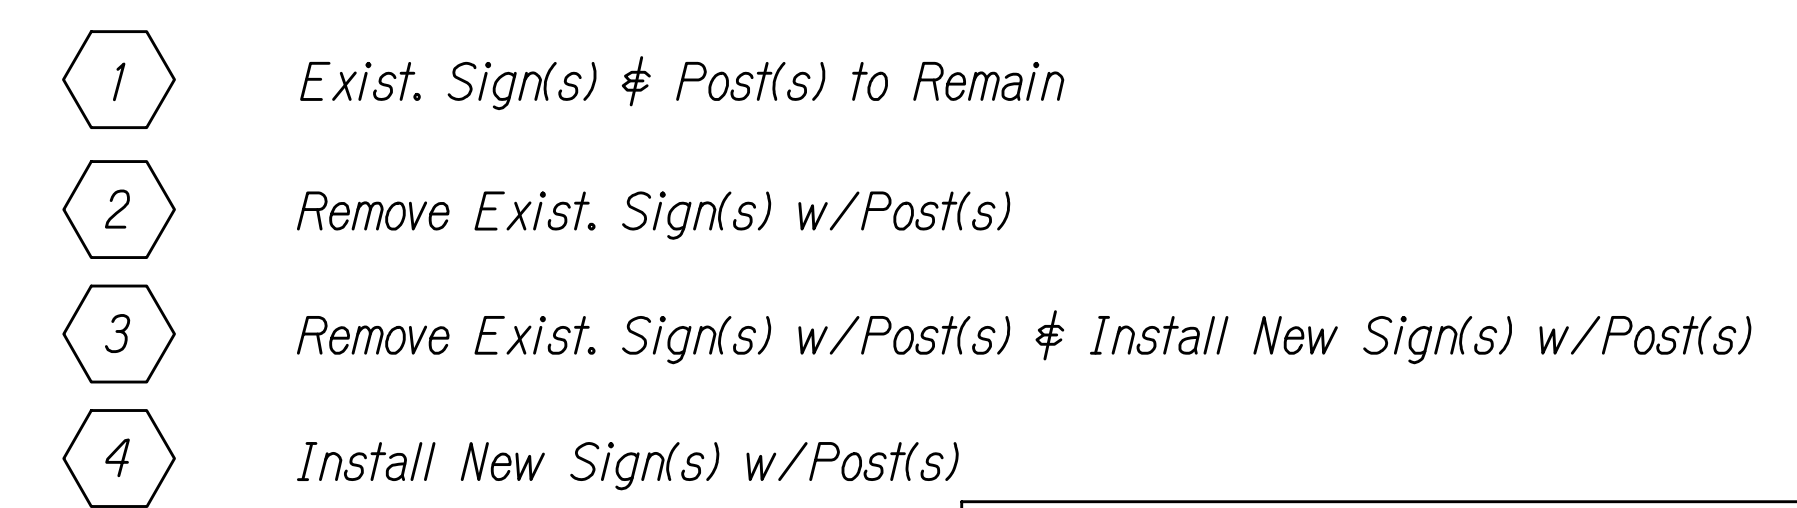 1 Exist. Sign(s) & Post(s) to Remain
2 Remove Exist. Sign(s) w/Post(s)
3 Remove Exist. Sign(s) w/Post(s) & Install New Sign(s) w/Post(s)
4 Install New Sign(s) w/Post(s)